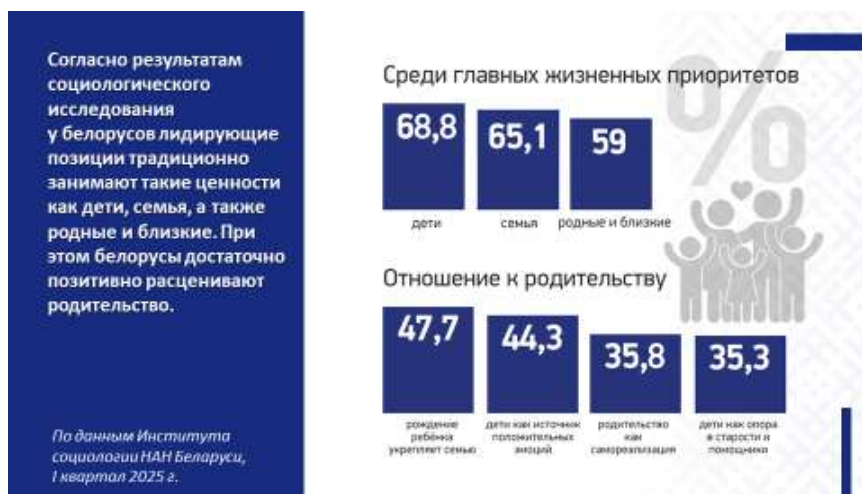 Согласно результатам
социологического
исследования
у белорусов лидирующие
позиции традиционно
занимают такие ценности
как дети, семья, а также
родные и близкие. При
этом белорусы достаточно
позитивно расценивают
родительство.
По данным Института
социологии НАН Беларуси,
I квартал 2025 г.
Среди главных жизненных приоритетов
%
68,8
65,1
59
дети
семья
родные и близкие
Отношение к родительству
47,7
44,3
35,8
35,3
рождение
ребёнка
укрепляет семью
дети как источник
положительных
эмоций
родительство
как
самореализация
дети как опора
в старости и
помощники